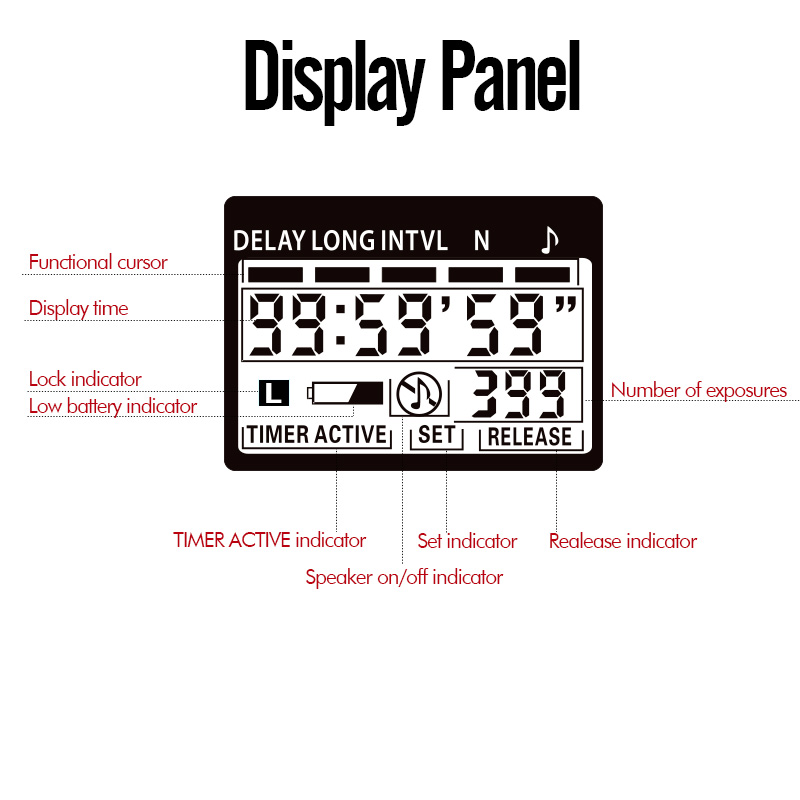 Display Panel
DELAY LONG INTVL N ♪
Functional cursor
Display time
99:59’59”
Lock indicator
L
399
Number of exposures
Low battery indicator
TIMER ACTIVE SET RELEASE
TIMER ACTIVE indicator
Set indicator
Realease indicator
Speaker on/off indicator